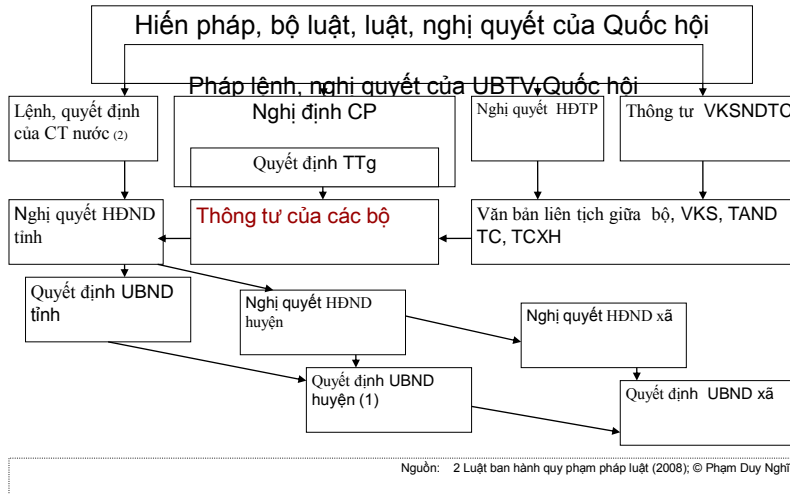 Hiến pháp, bộ luật, luật, nghị quyết của Quốc hội
Pháp lệnh, nghị quyết của UBTV Quốc hội
Lệnh, quyết định
của CT nước (2)
Nghị định CP
Quyết định TTg
Nghị quyết HĐTP
Thông tư VKSNDTC
Nghị quyết HĐND
tỉnh
Thông tư của các bộ
Văn bản liên tịch giữa bộ, VKS, TAND
TC, TCXH
Quyết định UBND
tỉnh
Nghị quyết HĐND
huyện
Nghị quyết HĐND xã
Quyết định UBND
huyện (1)
Quyết định UBND xã
Nguồn: 2 Luật ban hành quy phạm pháp luật (2008); © Phạm Duy Nghĩ